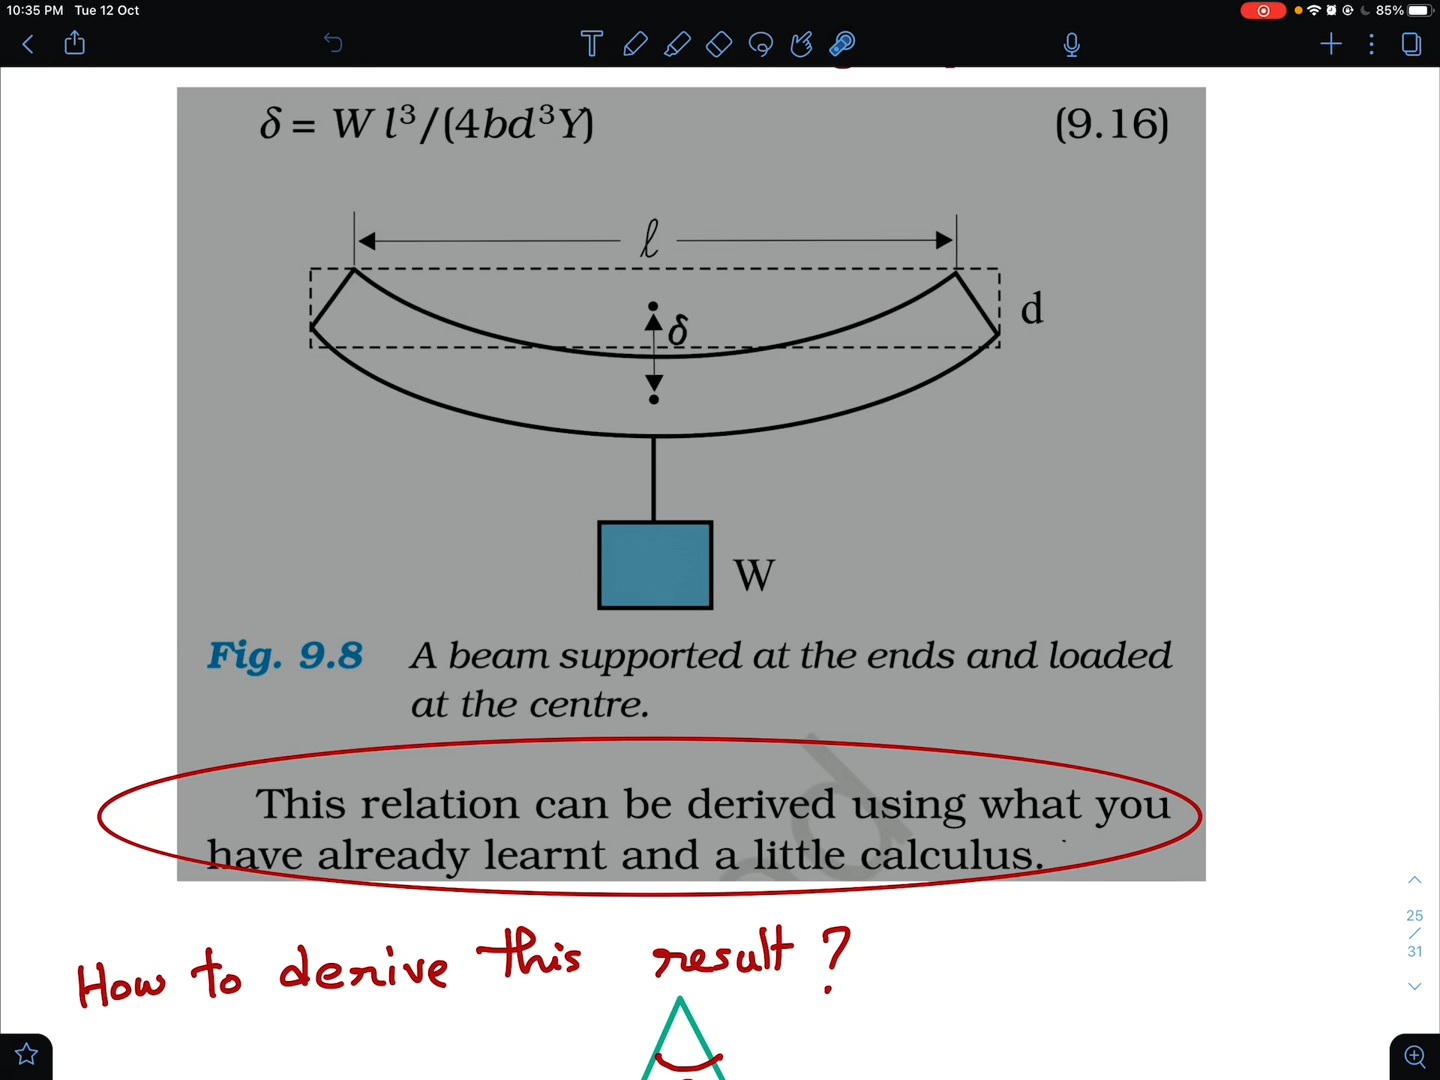 10:35 PM Tue 12 Oct
85%
T
δ = W l³/(4bd³Y) (9.16)
l
d
δ
W
Fig. 9.8 A beam supported at the ends and loaded
at the centre.
This relation can be derived using what you
have already learnt and a little calculus.
How to derive this result ?
25
/
31